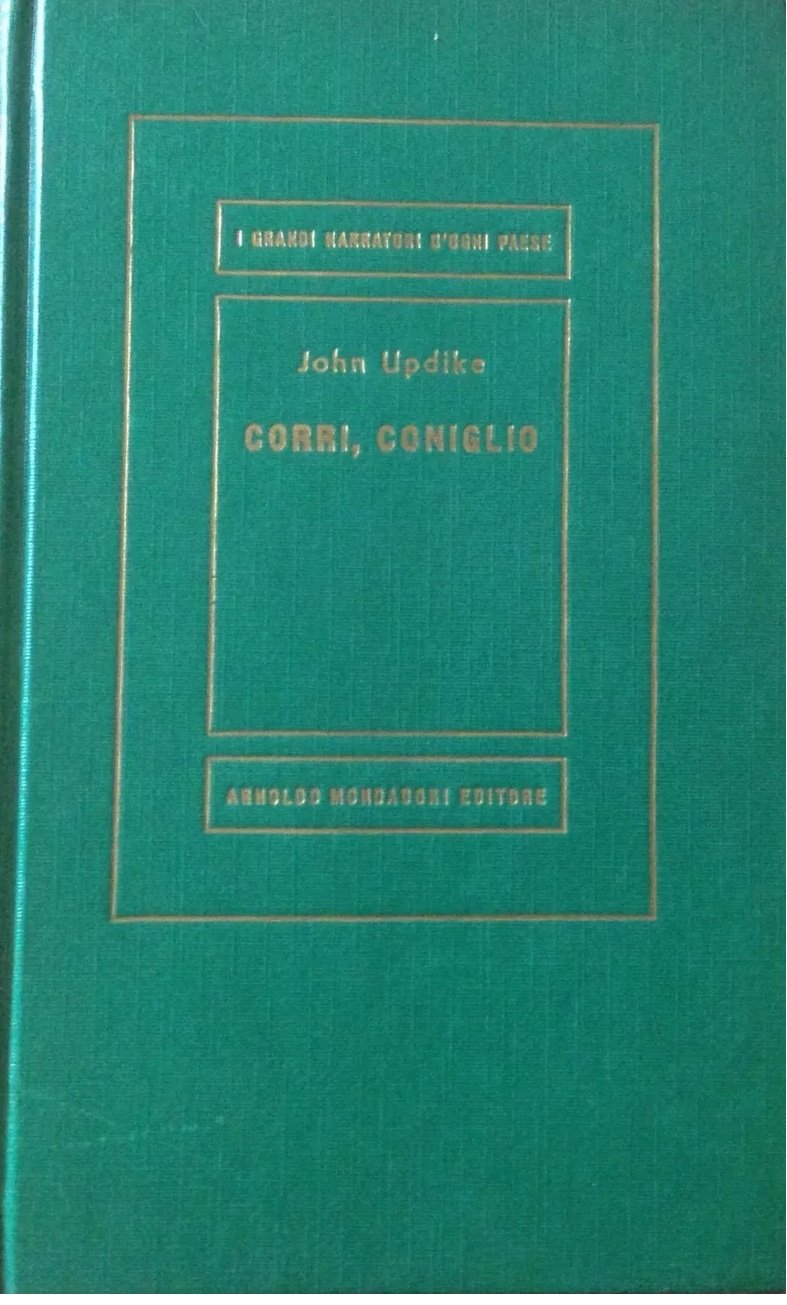 I GRANDI NARRATORI D'OGNI PAESE
John Updike
CORRI, CONIGLIO
ARNOLDO MONDADORI EDITORE